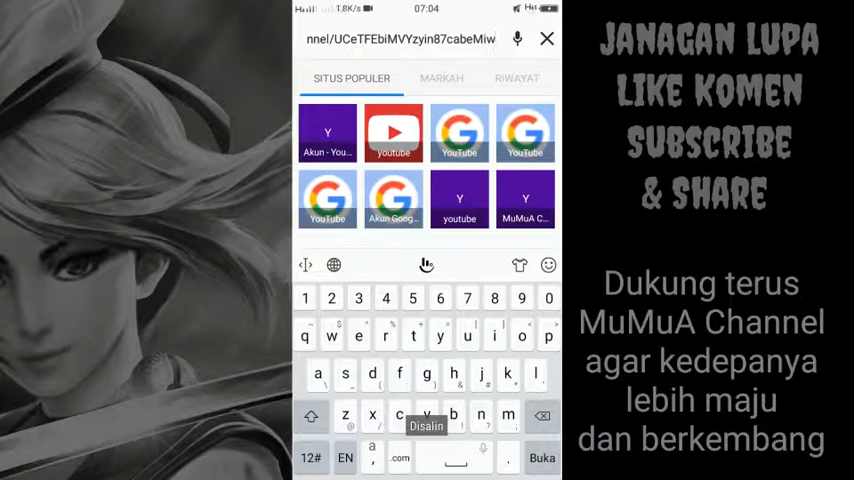 1.8K/s
07:04
nnel/UCeTFEbiMVYzyin87cabeMiw
SITUS POPULER
MARKAH
RIWAYAT
Y
Akun - You...
youtube
YouTube
YouTube
YouTube
Akun Goog...
Y
youtube
Y
MuMuA C...
1 2 3 4 5 6 7 8 9 0
q w e r t y u i o p
a s d f g h j k l
z x c v b n m
Disalin
12# EN , .com . Buka
JANAGAN LUPA
LIKE KOMEN
SUBSCRIBE
& SHARE
Dukung terus
MuMuA Channel
agar kedepanya
lebih maju
dan berkembang